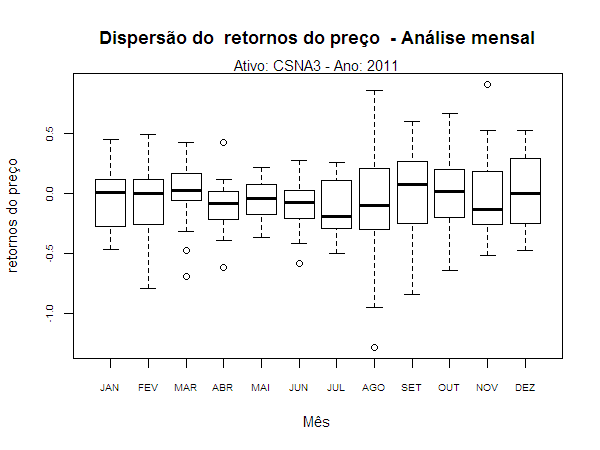 Dispersão do  retornos do preço  - Análise mensal
Ativo: CSNA3 - Ano: 2011
retornos do preço
0.5
0.0
-0.5
-1.0
JAN FEV MAR ABR MAI JUN JUL AGO SET OUT NOV DEZ
Mês